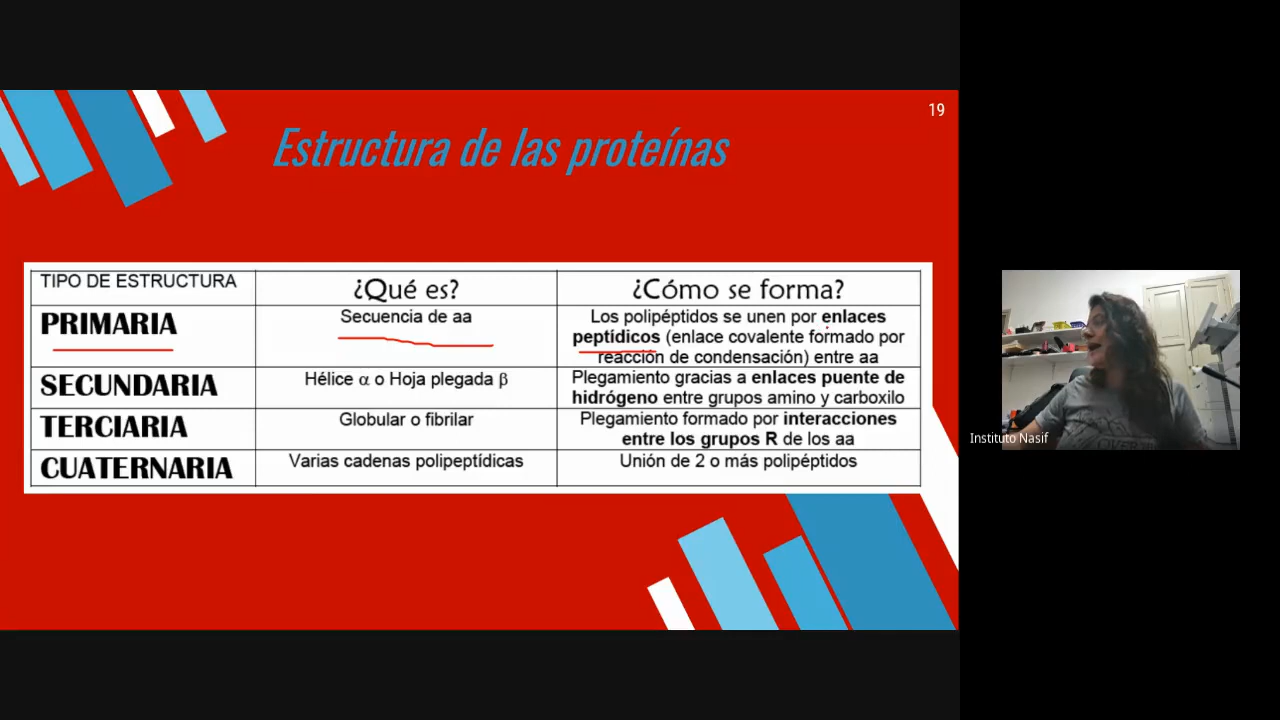 19
Estructura de las proteínas
TIPO DE ESTRUCTURA
¿Qué es?
¿Cómo se forma?
PRIMARIA
Secuencia de aa
Los polipéptidos se unen por enlaces
peptídicos (enlace covalente formado por
reacción de condensación) entre aa
SECUNDARIA
Hélice α o Hoja plegada β
Plegamiento gracias a enlaces puente de
hidrógeno entre grupos amino y carboxilo
TERCIARIA
Globular o fibrilar
Plegamiento formado por interacciones
entre los grupos R de los aa
CUATERNARIA
Varias cadenas polipeptídicas
Unión de 2 o más polipéptidos
Instituto Nasif